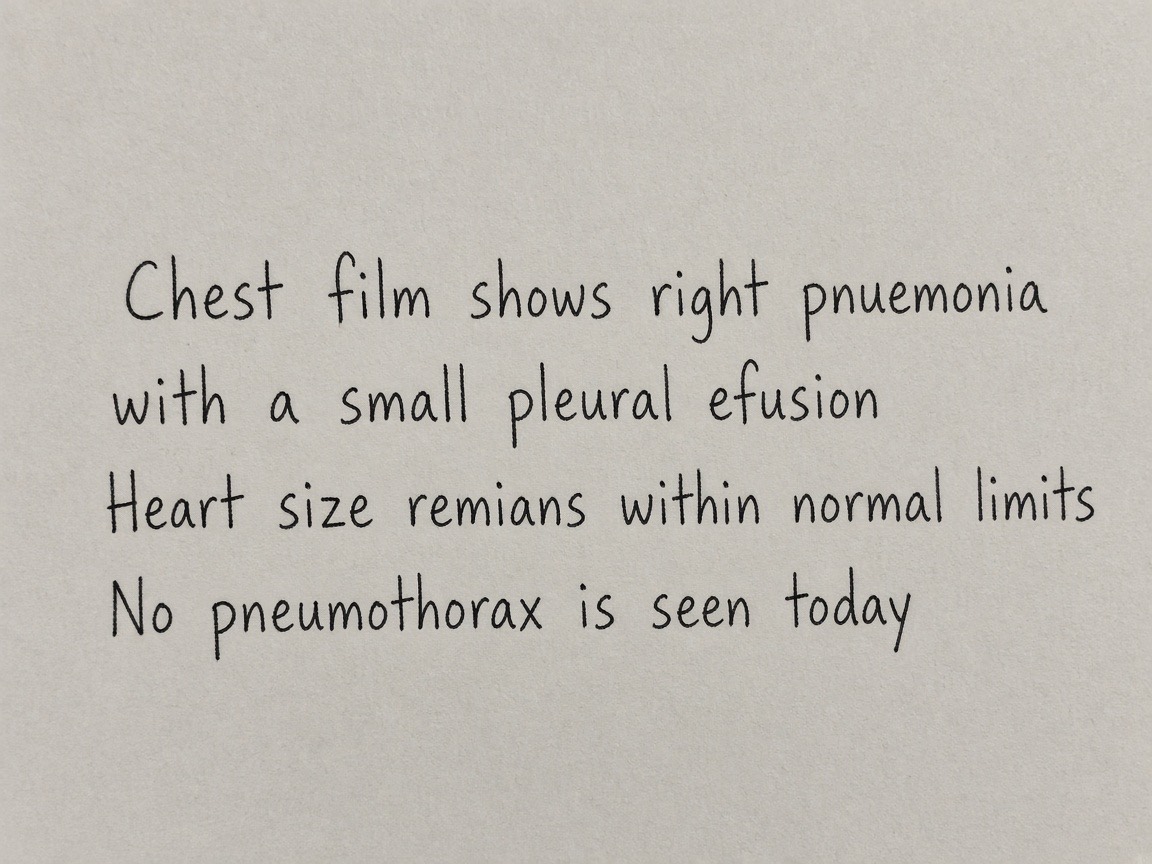 Chest film shows right pnuemonia
with a small pleural efusion
Heart size remians within normal limits
No pneumothorax is seen today